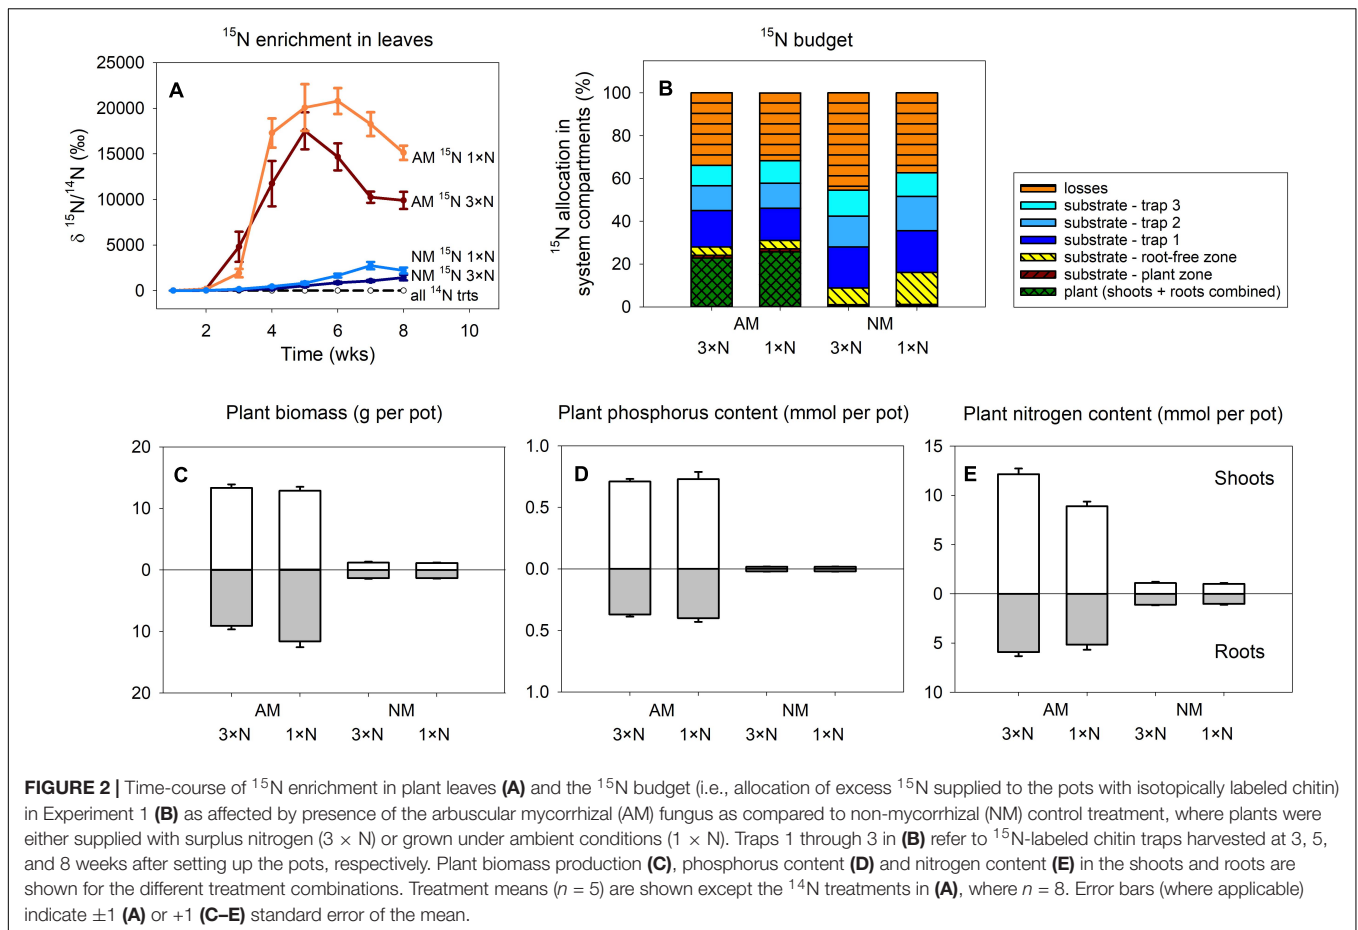 ¹⁵N enrichment in leaves
25000
20000
15000
10000
5000
0
δ ¹⁵N/¹⁴N (‰)
A
AM ¹⁵N 1×N
AM ¹⁵N 3×N
NM ¹⁵N 1×N
NM ¹⁵N 3×N
all ¹⁴N trts
2 4 6 8 10
Time (wks)
¹⁵N budget
100
80
60
40
20
0
¹⁵N allocation in
system compartments (%)
B
AM NM
3×N 1×N 3×N 1×N
losses
substrate - trap 3
substrate - trap 2
substrate - trap 1
substrate - root-free zone
substrate - plant zone
plant (shoots + roots combined)
Plant biomass (g per pot)
20
10
0
10
20
C
AM NM
3×N 1×N 3×N 1×N
Plant phosphorus content (mmol per pot)
1.0
0.5
0.0
0.5
1.0
D
AM NM
3×N 1×N 3×N 1×N
Plant nitrogen content (mmol per pot)
15
10
5
0
5
10
E
Shoots
Roots
AM NM
3×N 1×N 3×N 1×N
FIGURE 2 | Time-course of ¹⁵N enrichment in plant leaves (A) and the ¹⁵N budget (i.e., allocation of excess ¹⁵N supplied to the pots with isotopically labeled chitin)
in Experiment 1 (B) as affected by presence of the arbuscular mycorrhizal (AM) fungus as compared to non-mycorrhizal (NM) control treatment, where plants were
either supplied with surplus nitrogen (3 × N) or grown under ambient conditions (1 × N). Traps 1 through 3 in (B) refer to ¹⁵N-labeled chitin traps harvested at 3, 5,
and 8 weeks after setting up the pots, respectively. Plant biomass production (C), phosphorus content (D) and nitrogen content (E) in the shoots and roots are
shown for the different treatment combinations. Treatment means (n = 5) are shown except the ¹⁴N treatments in (A), where n = 8. Error bars (where applicable)
indicate ±1 (A) or +1 (C–E) standard error of the mean.